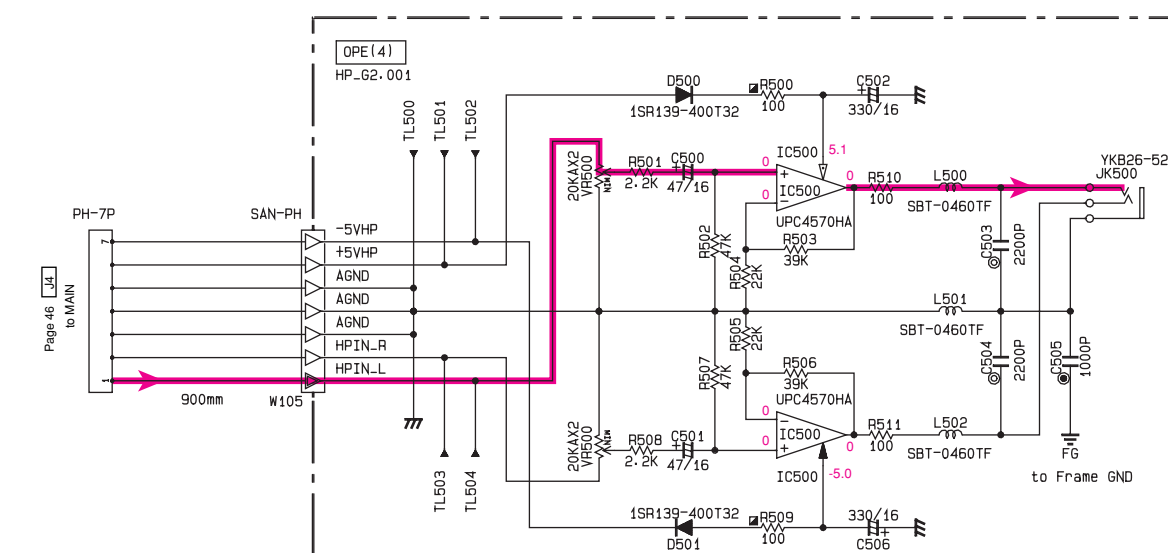 OPE(4)
HP_G2.001
TL500
TL501
TL502
D500
1SR139-400T32
R500
100
C502
330/16
IC500
5.1
YKB26-52
JK500
20KAX2
VR500
MIN
R501
2.2K
C500
47/16
0
+
0
-
IC500
0
UPC4570HA
R510
100
L500
SBT-0460TF
PH-7P
SAN-PH
7
-5VHP
+5VHP
AGND
AGND
AGND
HPIN_R
HPIN_L
1
900mm
W105
Page 46
J4
to MAIN
R502
47K
R503
39K
R504
22K
C503
2200P
L501
SBT-0460TF
R505
22K
R507
47K
R506
39K
UPC4570HA
C504
2200P
C505
1000P
0
-
0
+
IC500
0
R511
100
L502
SBT-0460TF
20KAX2
VR500
MIN
R508
2.2K
C501
47/16
IC500
-5.0
FG
to Frame GND
TL503
TL504
1SR139-400T32
D501
R509
100
330/16
C506